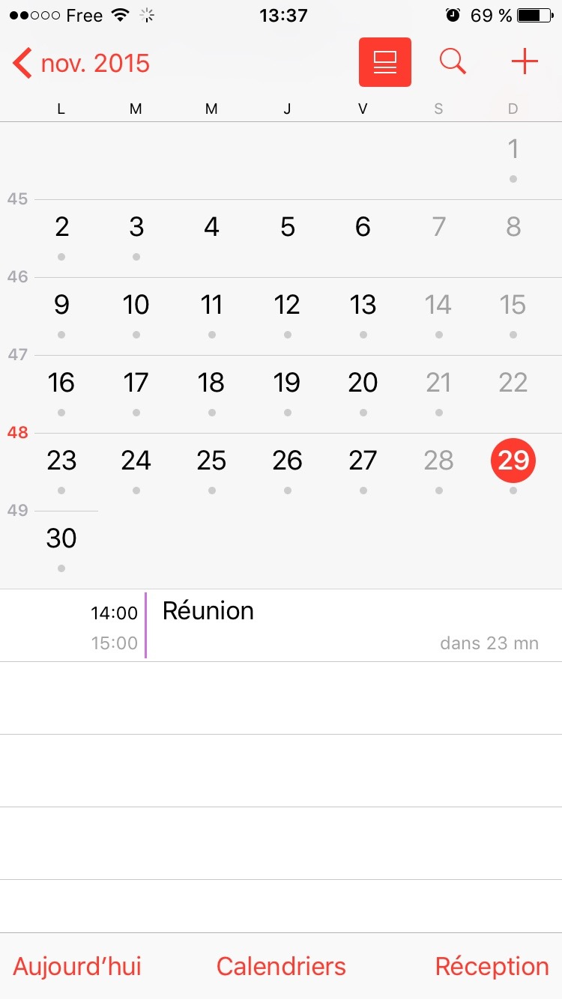 Free 13:37 69 %
nov. 2015
L M M J V S D
1
45
2 3 4 5 6 7 8
46
9 10 11 12 13 14 15
47
16 17 18 19 20 21 22
48
23 24 25 26 27 28 29
49
30
14:00 Réunion
15:00 dans 23 mn
Aujourd’hui Calendriers Réception